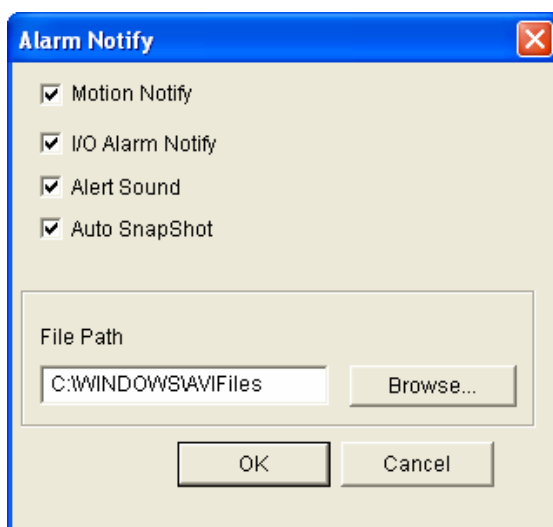 Alarm Notify
Motion Notify
I/O Alarm Notify
Alert Sound
Auto SnapShot
File Path
C:\WINDOWS\AVIFiles
Browse...
OK
Cancel